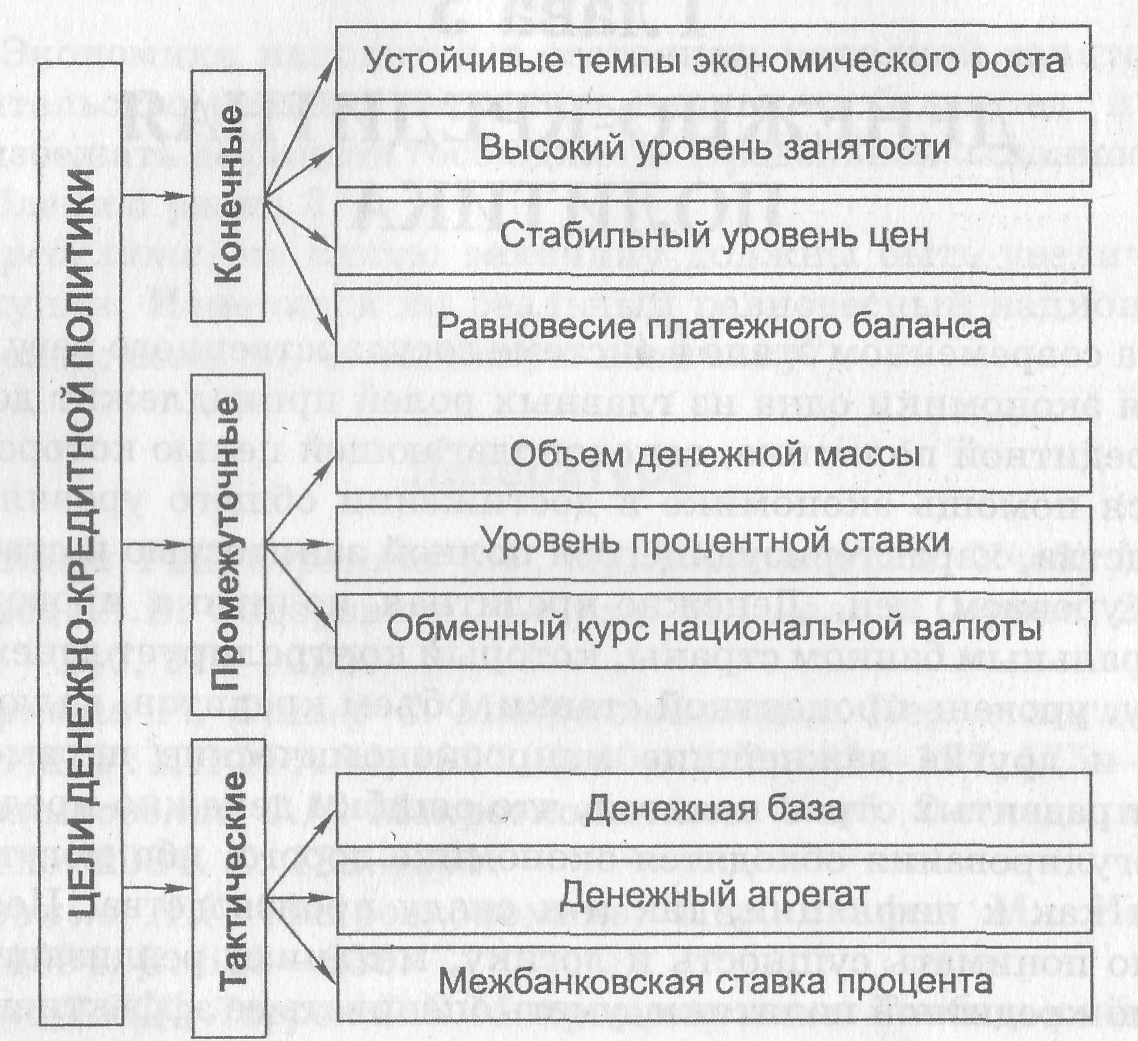 ЦЕЛИ ДЕНЕЖНО-КРЕДИТНОЙ ПОЛИТИКИ
Конечные
Устойчивые темпы экономического роста
Высокий уровень занятости
Стабильный уровень цен
Равновесие платежного баланса
Промежуточные
Объем денежной массы
Уровень процентной ставки
Обменный курс национальной валюты
Тактические
Денежная база
Денежный агрегат
Межбанковская ставка процента